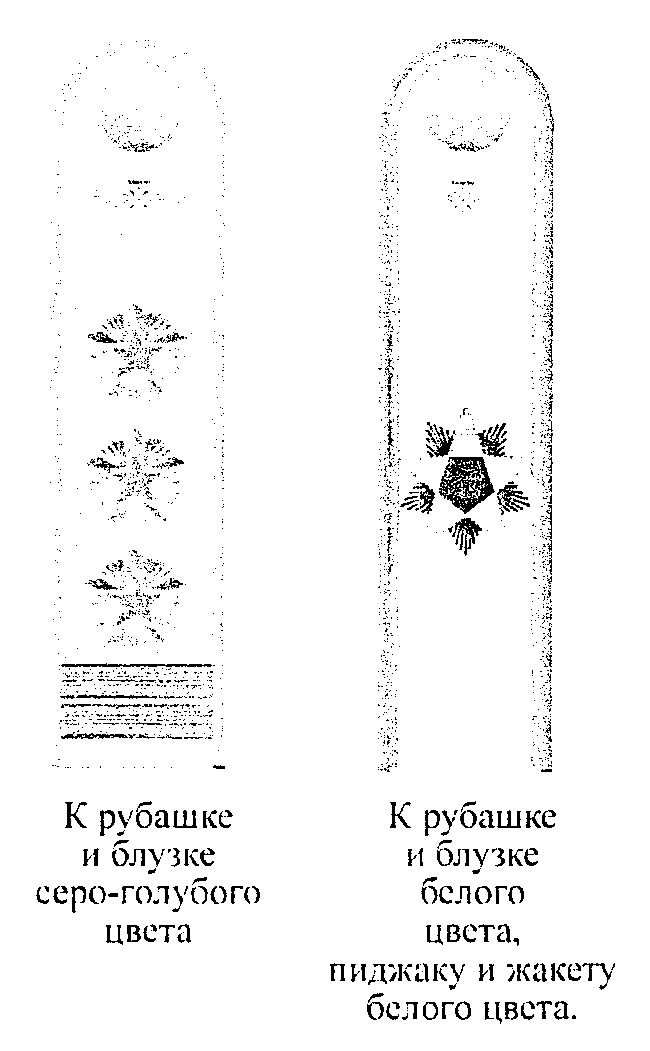 К рубашке
и блузке
серо-голубого
цвета
К рубашке
и блузке
белого
цвета,
пиджаку и жакету
белого цвета.